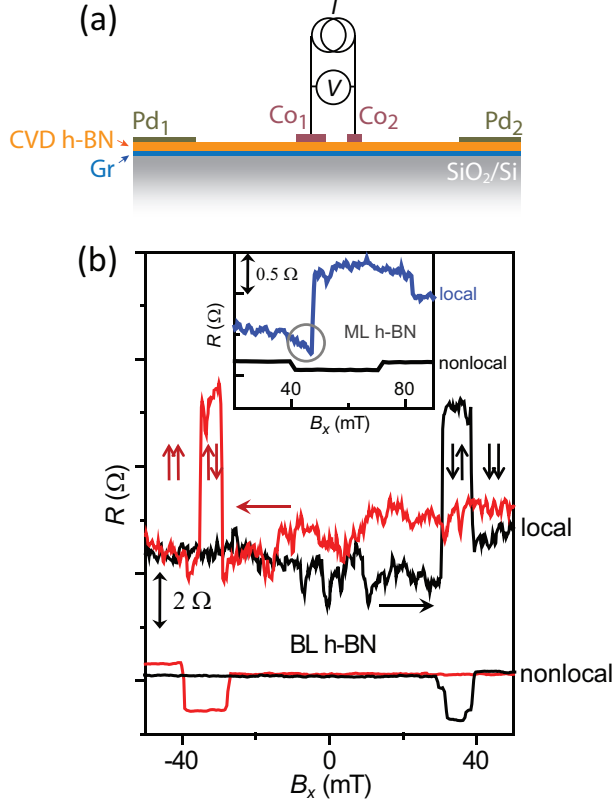 (a)
I
V
Co1 Co2
Pd1 Pd2
CVD h-BN
Gr
SiO2/Si
(b)
0.5 Ω
local
R (Ω)
ML h-BN
nonlocal
40 80
Bx (mT)
R (Ω)
local
2 Ω
BL h-BN
nonlocal
-40 0 40
Bx (mT)